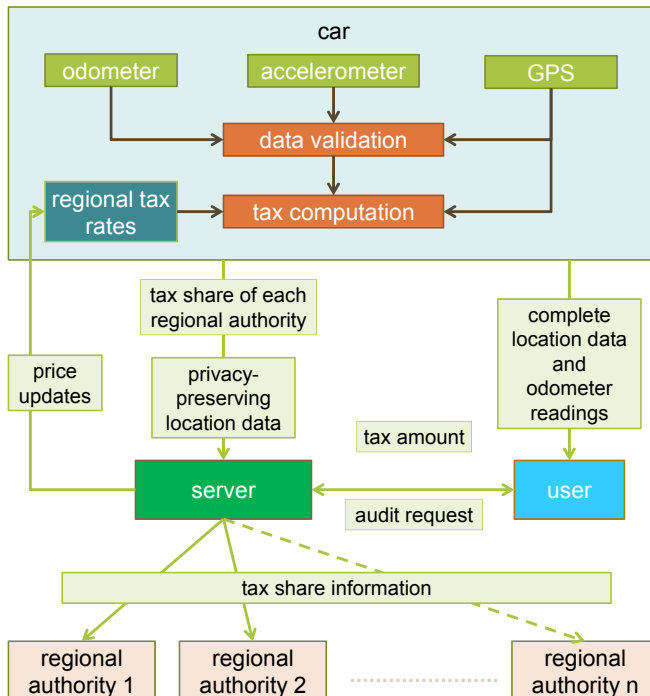 car
odometer
accelerometer
GPS
data validation
regional tax
rates
tax computation
tax share of each
regional authority
complete
location data
and
odometer
readings
price
updates
privacy-
preserving
location data
tax amount
server
user
audit request
tax share information
regional
authority 1
regional
authority 2
regional
authority n